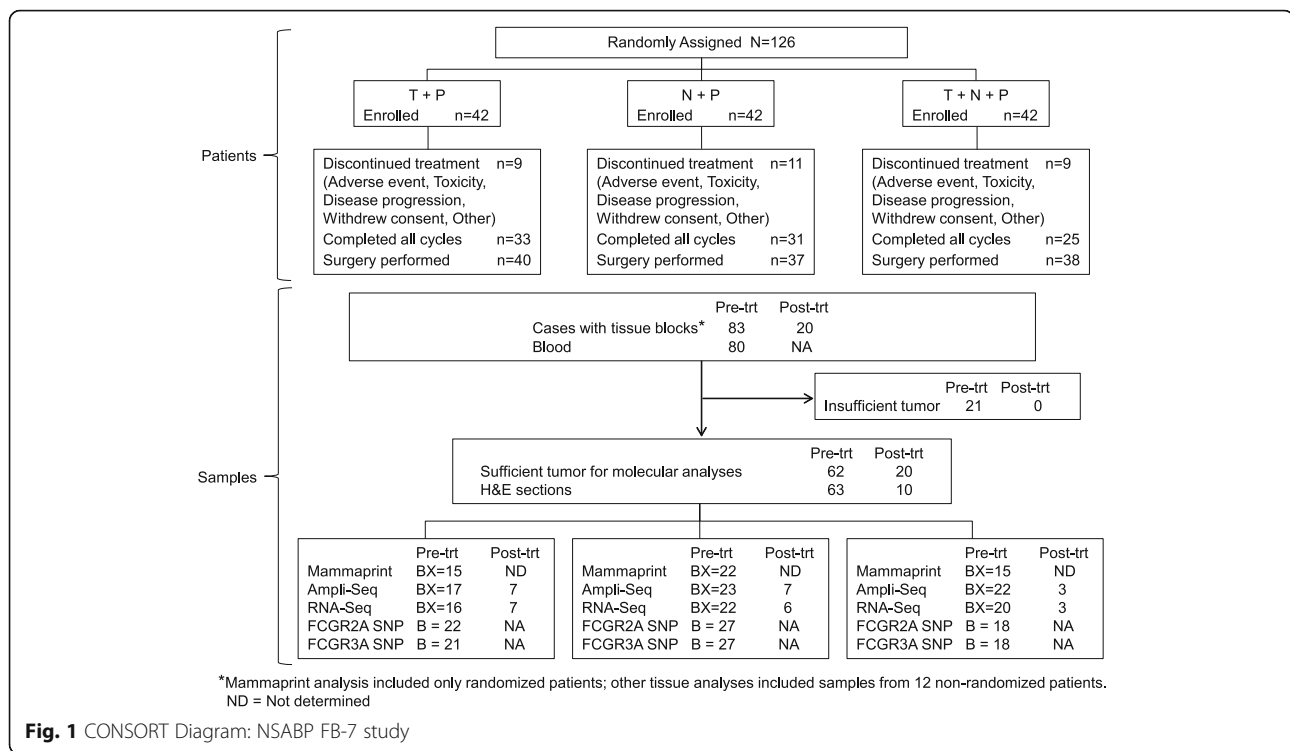 Randomly Assigned N=126
T + P
Enrolled n=42
N + P
Enrolled n=42
T + N + P
Enrolled n=42
Patients
Discontinued treatment n=9
(Adverse event, Toxicity,
Disease progression,
Withdrew consent, Other)
Completed all cycles n=33
Surgery performed n=40
Discontinued treatment n=11
(Adverse event, Toxicity,
Disease progression,
Withdrew consent, Other)
Completed all cycles n=31
Surgery performed n=37
Discontinued treatment n=9
(Adverse event, Toxicity,
Disease progression,
Withdrew consent, Other)
Completed all cycles n=25
Surgery performed n=38
Samples
Pre-trt Post-trt
Cases with tissue blocks* 83 20
Blood 80 NA
Pre-trt Post-trt
Insufficient tumor 21 0
Pre-trt Post-trt
Sufficient tumor for molecular analyses 62 20
H&E sections 63 10
Pre-trt Post-trt
Mammaprint BX=15 ND
Ampli-Seq BX=17 7
RNA-Seq BX=16 7
FCGR2A SNP B = 22 NA
FCGR3A SNP B = 21 NA
Pre-trt Post-trt
Mammaprint BX=22 ND
Ampli-Seq BX=23 7
RNA-Seq BX=22 6
FCGR2A SNP B = 27 NA
FCGR3A SNP B = 27 NA
Pre-trt Post-trt
Mammaprint BX=15 ND
Ampli-Seq BX=22 3
RNA-Seq BX=20 3
FCGR2A SNP B = 18 NA
FCGR3A SNP B = 18 NA
*Mammaprint analysis included only randomized patients; other tissue analyses included samples from 12 non-randomized patients.
ND = Not determined
Fig. 1 CONSORT Diagram: NSABP FB-7 study